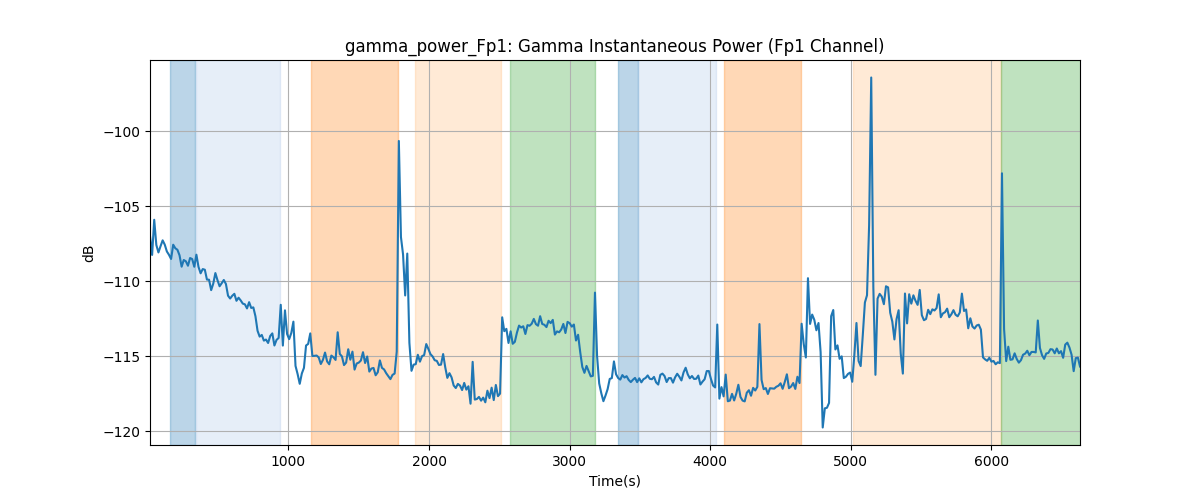 gamma_power_Fp1: Gamma Instantaneous Power (Fp1 Channel)
dB
−100
−105
−110
−115
−120
1000 2000 3000 4000 5000 6000
Time(s)